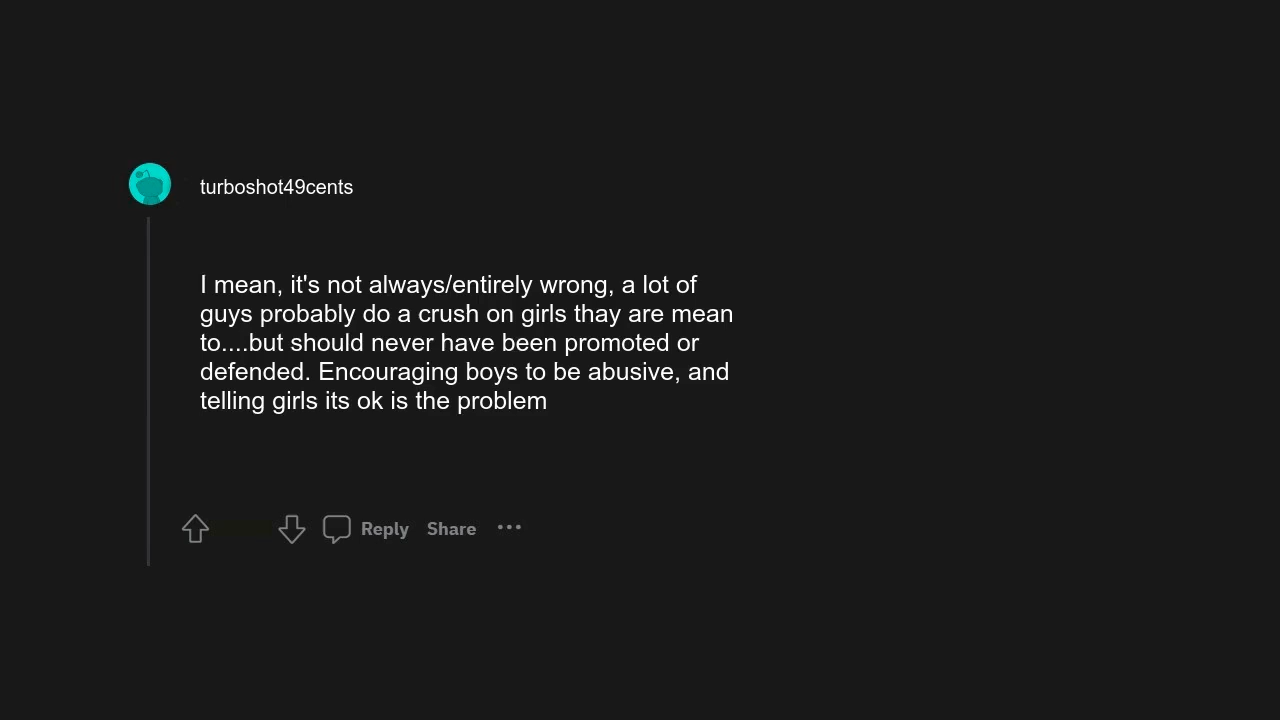 turboshot49cents
I mean, it's not always/entirely wrong, a lot of
guys probably do a crush on girls thay are mean
to....but should never have been promoted or
defended. Encouraging boys to be abusive, and
telling girls its ok is the problem
Reply Share